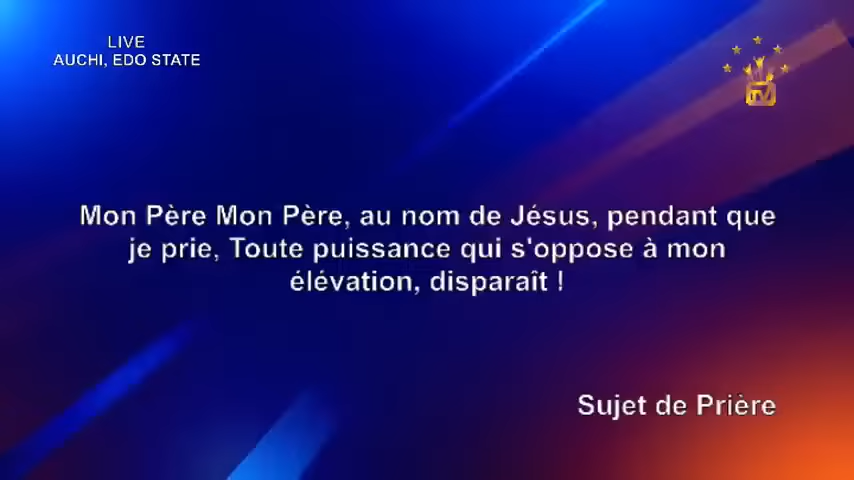 LIVE
AUCHI, EDO STATE
TV
Mon Père Mon Père, au nom de Jésus, pendant que
je prie, Toute puissance qui s'oppose à mon
élévation, disparaît !
Sujet de Prière